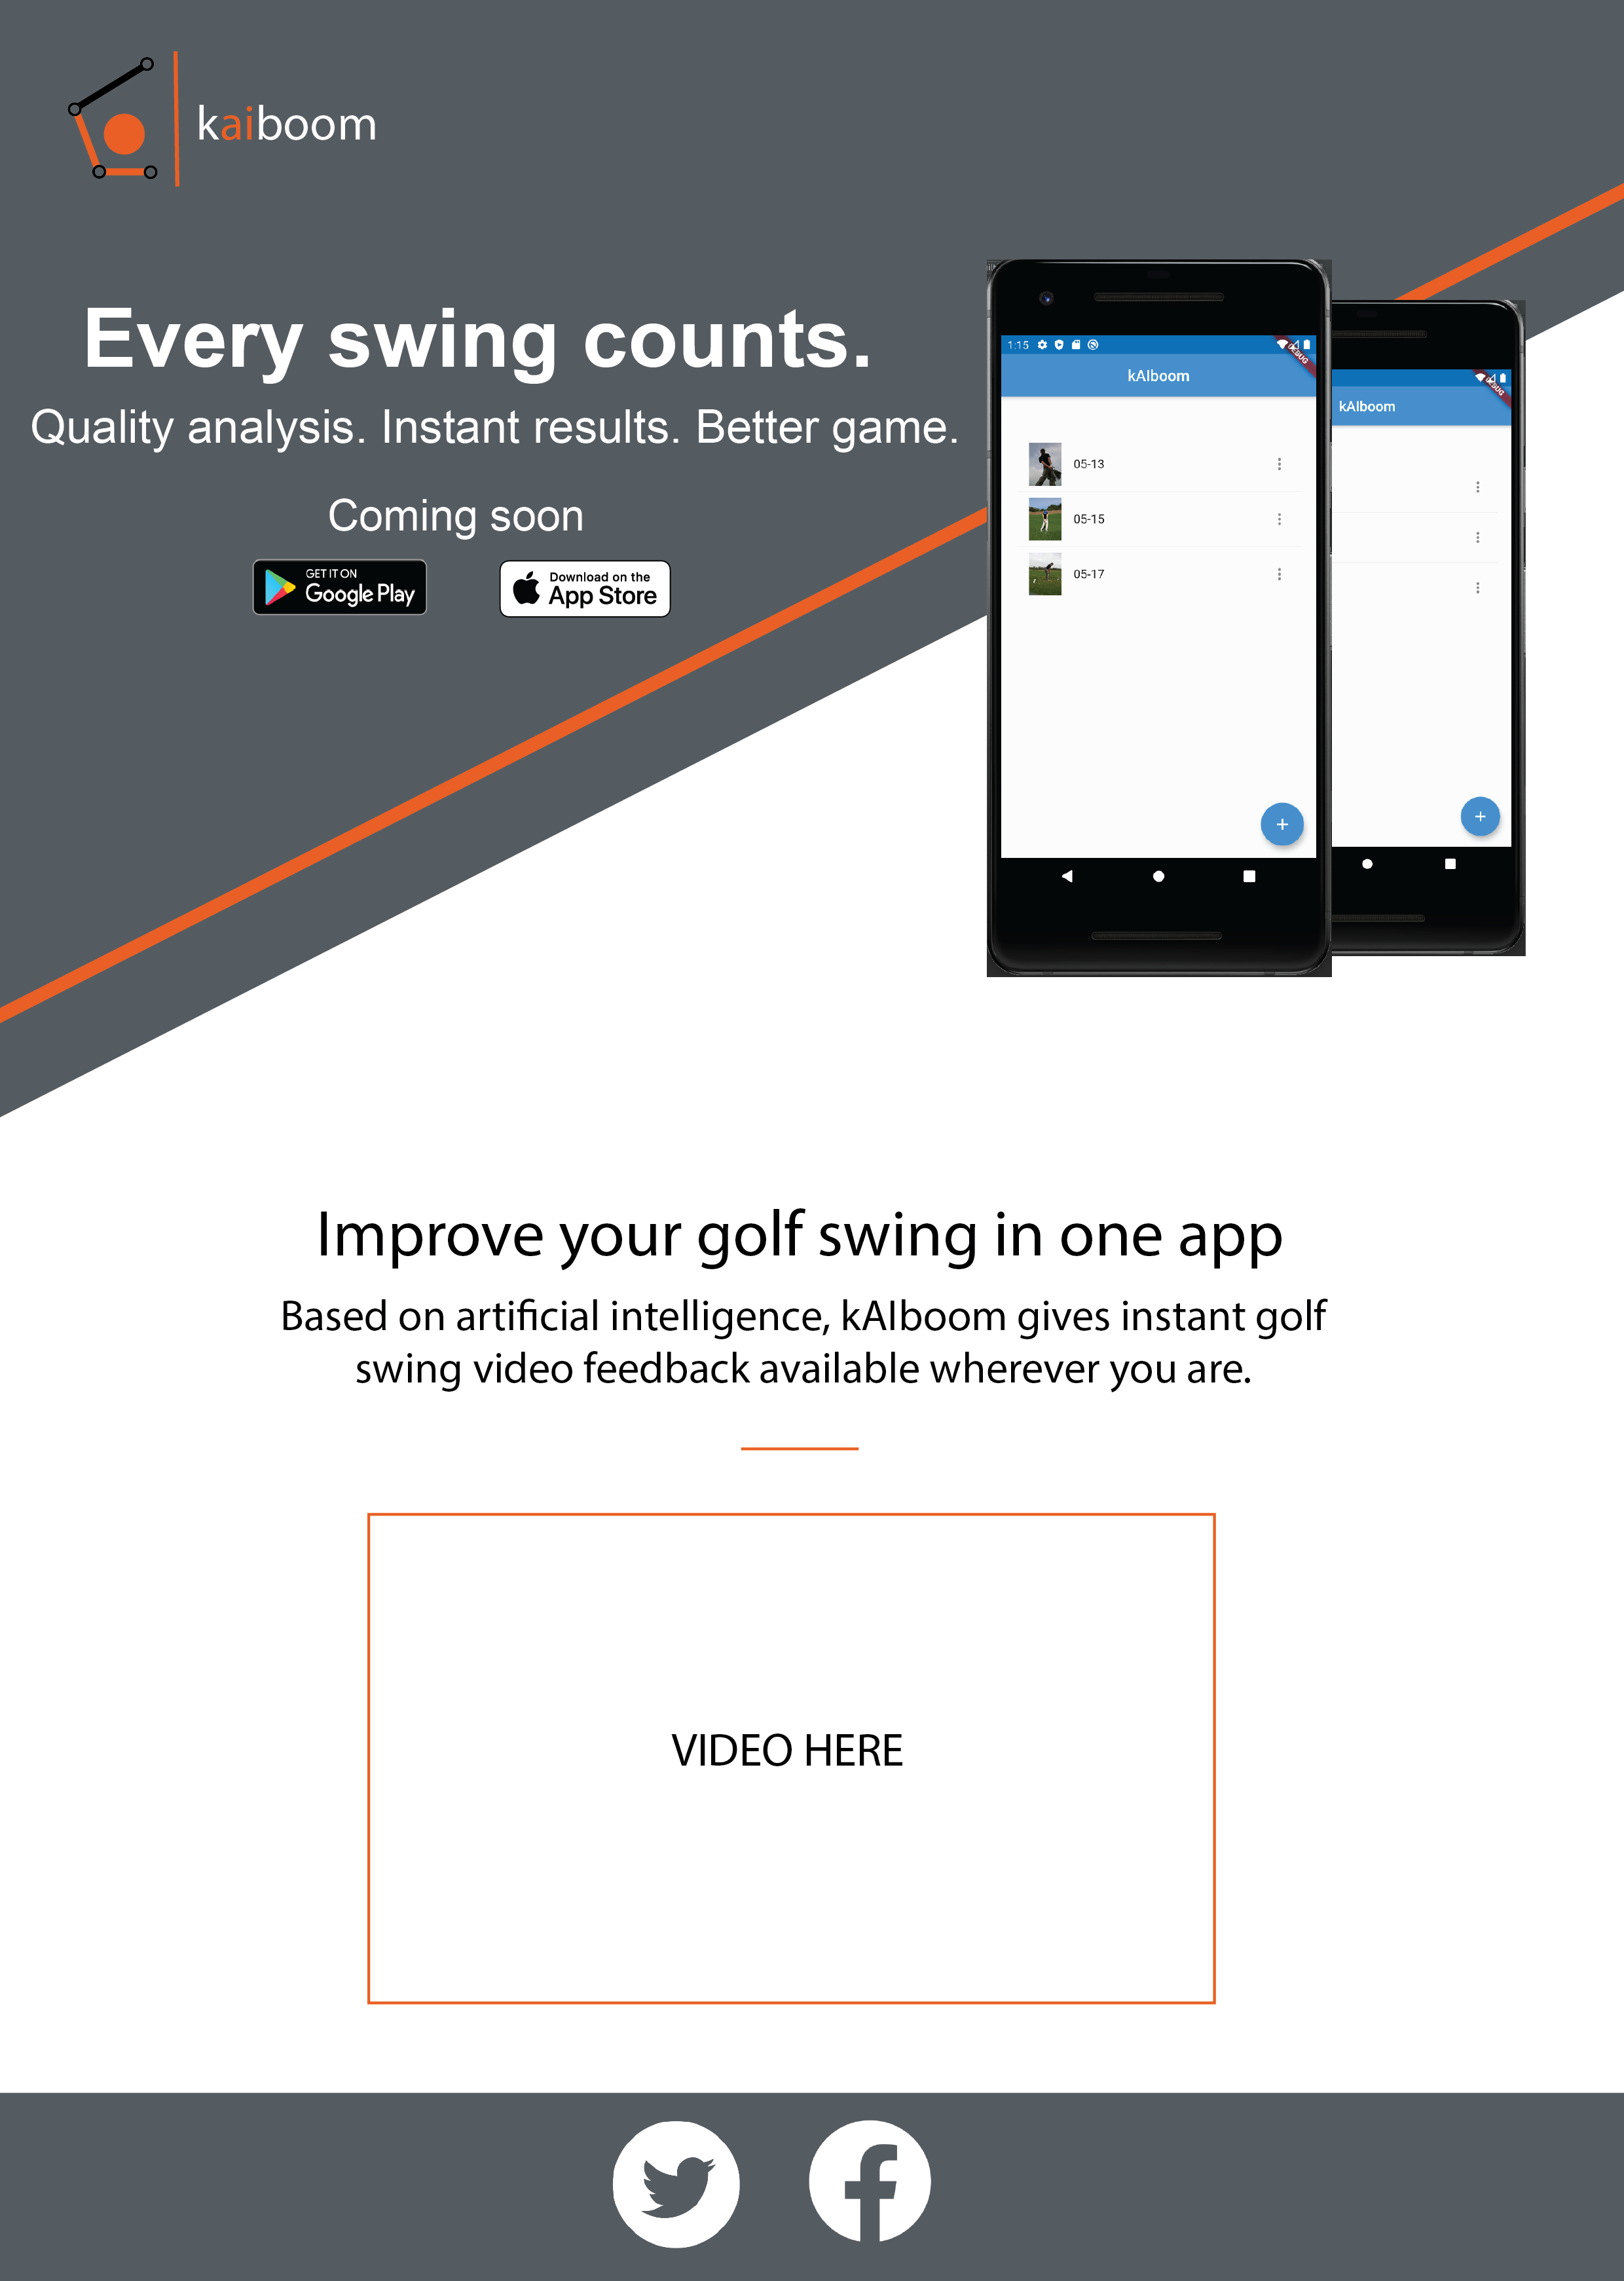 kaiboom
Every swing counts.
Quality analysis. Instant results. Better game.
Coming soon
GET IT ON
Google Play
Download on the
App Store
1:15
DEBUG
kAIboom
05-13
05-15
05-17
DEBUG
kAIboom
Improve your golf swing in one app
Based on artificial intelligence, kAIboom gives instant golf
swing video feedback available wherever you are.
VIDEO HERE